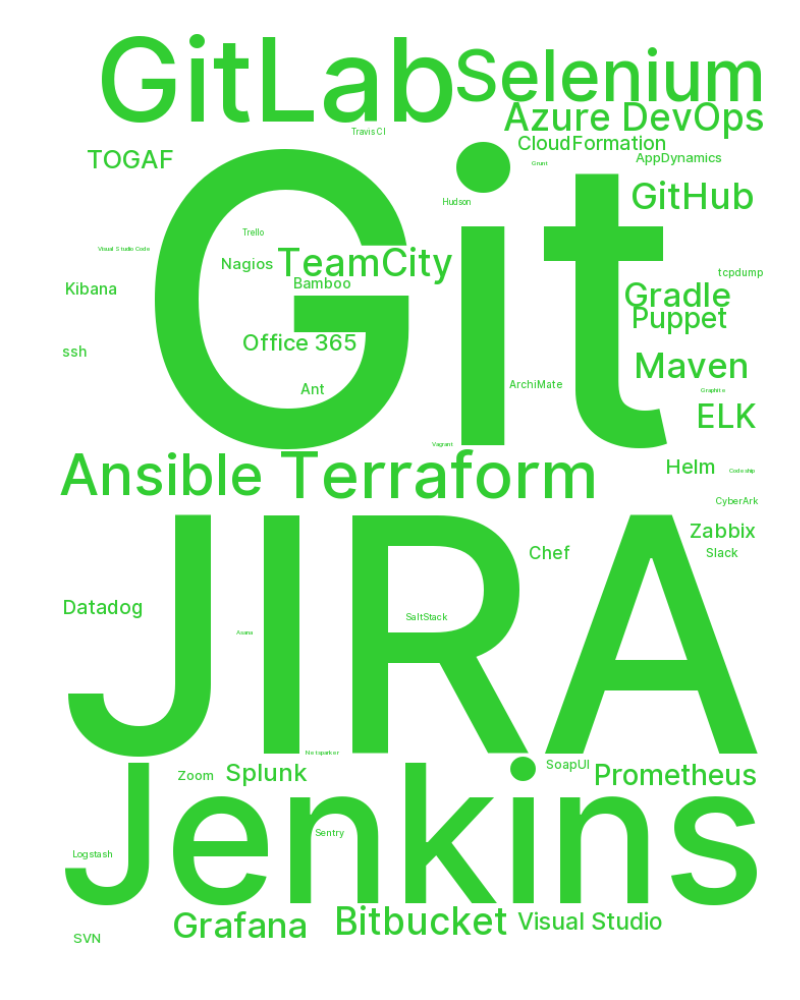 GitLab
Selenium
Azure DevOps
Travis CI
CloudFormation
TOGAF
AppDynamics
Grunt
Git
GitHub
Hudson
Trello
Visual Studio Code
TeamCity
Nagios
tcpdump
Bamboo
Kibana
Gradle
Puppet
Office 365
ssh
Maven
ArchiMate
Ant
Graphite
ELK
Vagrant
Ansible
Terraform
Helm
Codeship
CyberArk
JIRA
Zabbix
Chef
Slack
Datadog
SaltStack
Asana
Netsparker
Jenkins
SoapUI
Zoom
Splunk
Prometheus
Sentry
Logstash
Grafana
Bitbucket
Visual Studio
SVN